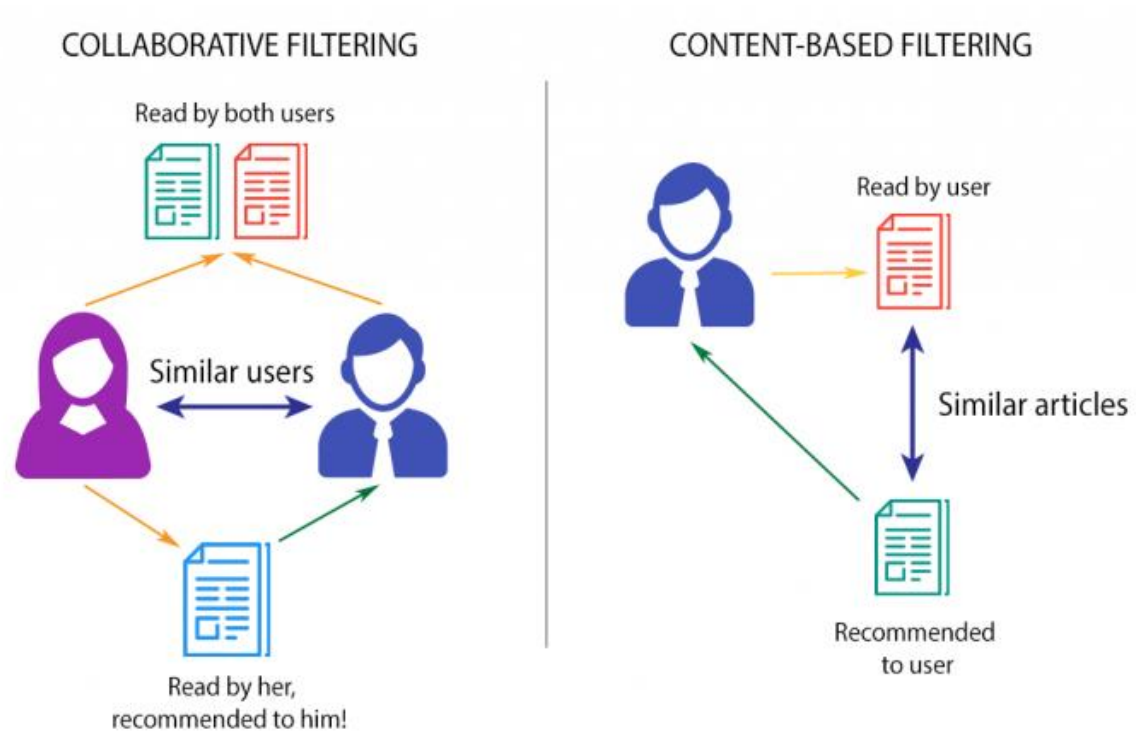 COLLABORATIVE FILTERING
Read by both users
Similar users
Read by her,
recommended to him!
CONTENT-BASED FILTERING
Read by user
Similar articles
Recommended
to user